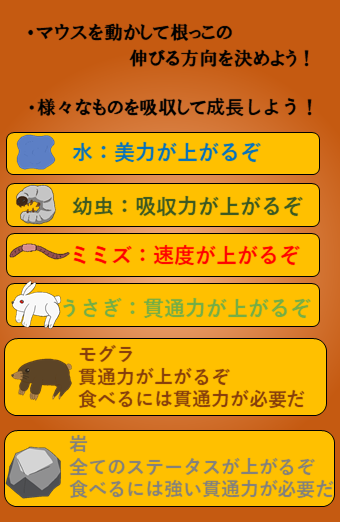 ・マウスを動かして根っこの
伸びる方向を決めよう！
・様々なものを吸収して成長しよう！
水：美力が上がるぞ
幼虫：吸収力が上がるぞ
ミミズ：速度が上がるぞ
うさぎ：貫通力が上がるぞ
モグラ
貫通力が上がるぞ
食べるには貫通力が必要だ
岩
全てのステータスが上がるぞ
食べるには強い貫通力が必要だ